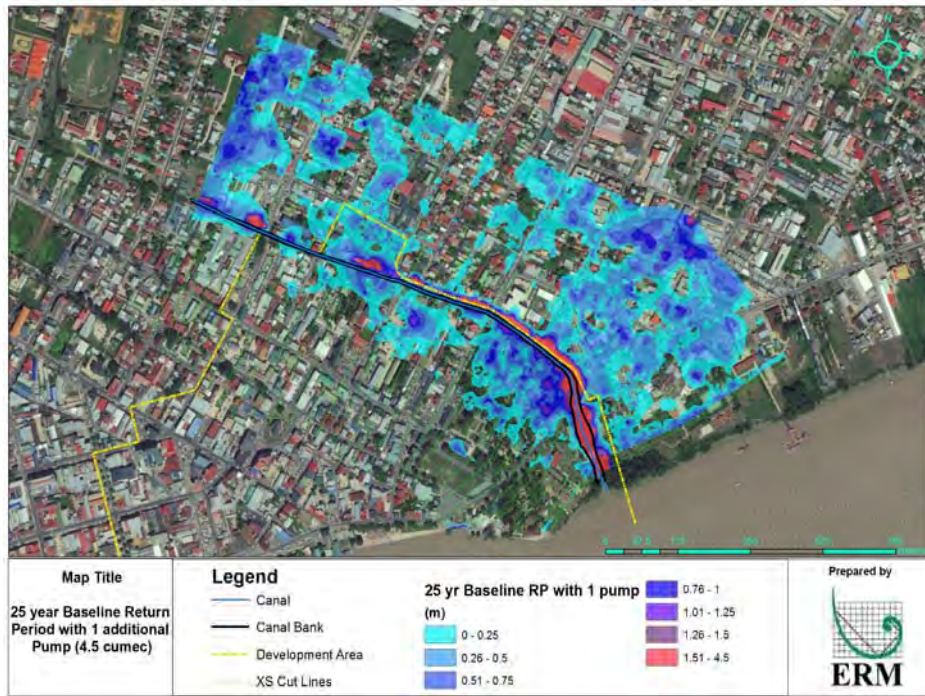 Map Title
25 year Baseline Return
Period with 1 additional
Pump (4.5 cumec)
Legend
Canal
Canal Bank
Development Area
XS Cut Lines
25 yr Baseline RP with 1 pump
(m)
0 - 0.25
0.26 - 0.5
0.51 - 0.75
0.76 - 1
1.01 - 1.25
1.26 - 1.5
1.51 - 4.5
Prepared by
ERM